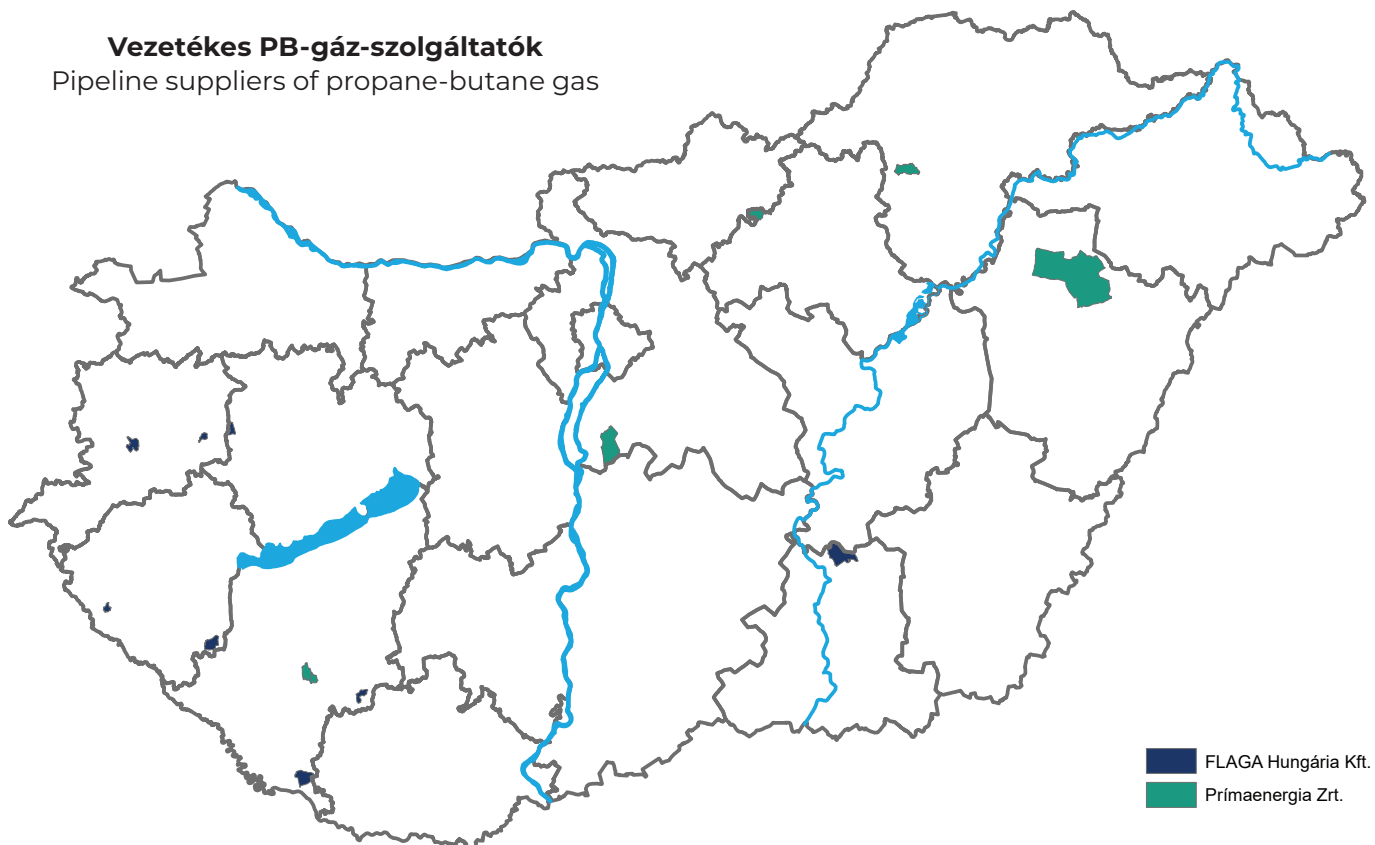 Vezetékes PB-gáz-szolgáltatók
Pipeline suppliers of propane-butane gas
FLAGA Hungária Kft.
Prímaenergia Zrt.